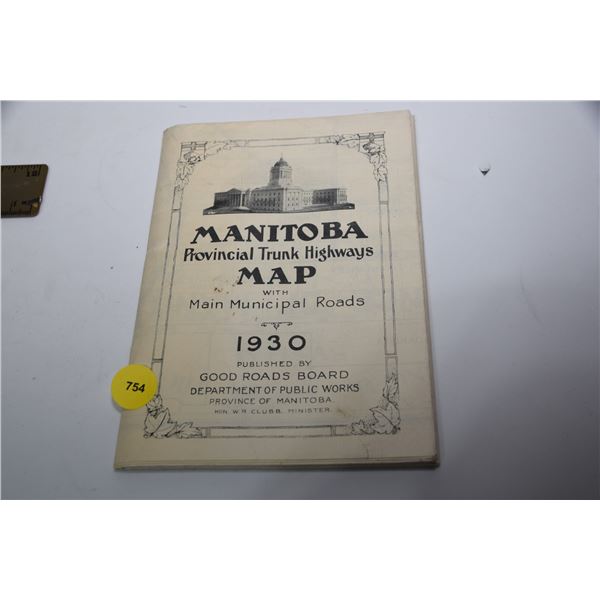 MANITOBA
Provincial Trunk Highways
MAP
WITH
Main Municipal Roads
1930
PUBLISHED BY
GOOD ROADS BOARD
DEPARTMENT OF PUBLIC WORKS
PROVINCE OF MANITOBA.
HON. W. R. CLUBB, MINISTER.
754